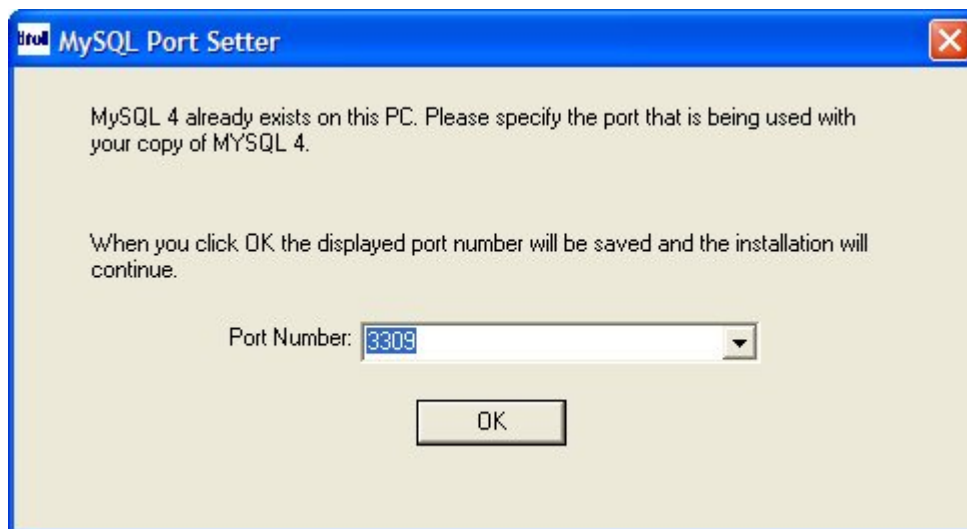 MySQL Port Setter
MySQL 4 already exists on this PC. Please specify the port that is being used with
your copy of MYSQL 4.
When you click OK the displayed port number will be saved and the installation will
continue.
Port Number: 3309
OK